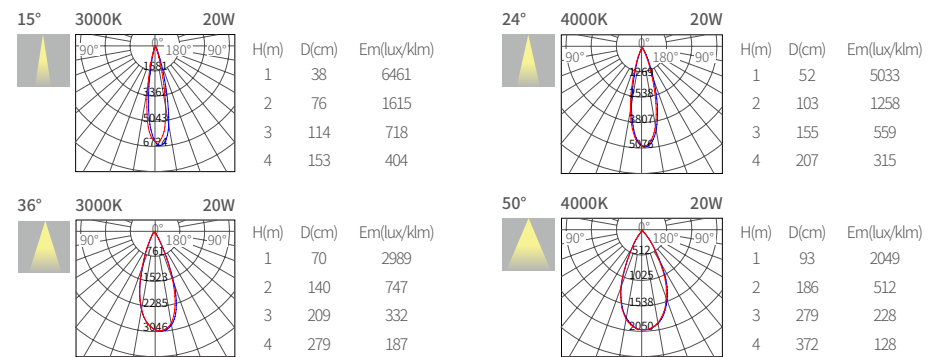 15° 3000K 20W
0°
90° 180° 90°
1681
3362
5043
6724
H(m) D(cm) Em(lux/klm)
1 38 6461
2 76 1615
3 114 718
4 153 404
24° 4000K 20W
0°
90° 180° 90°
1269
2538
3807
5076
H(m) D(cm) Em(lux/klm)
1 52 5033
2 103 1258
3 155 559
4 207 315
36° 3000K 20W
0°
90° 180° 90°
761
1523
2285
3046
H(m) D(cm) Em(lux/klm)
1 70 2989
2 140 747
3 209 332
4 279 187
50° 4000K 20W
0°
90° 180° 90°
512
1025
1538
2050
H(m) D(cm) Em(lux/klm)
1 93 2049
2 186 512
3 279 228
4 372 128